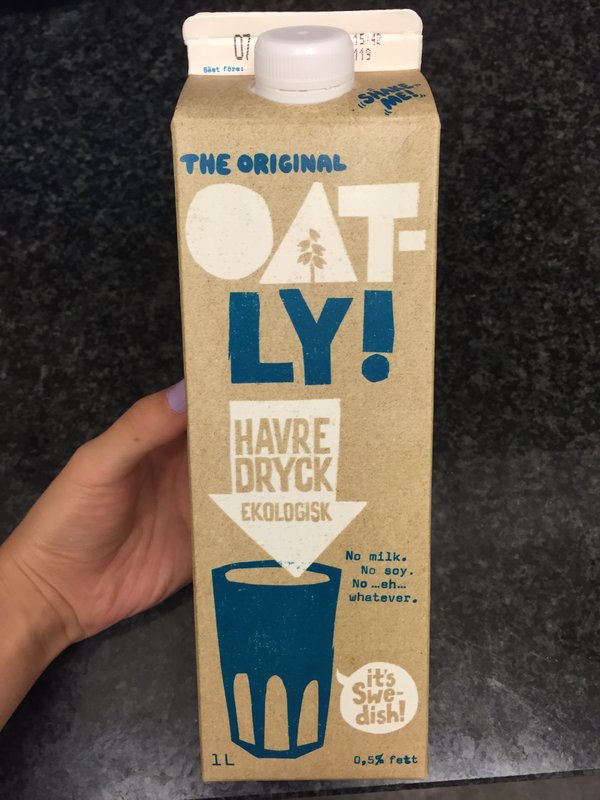 07 15:42
119
Bäst före:
"SHAKE
ME!"
THE ORIGINAL
OAT-
LY!
HAVRE
DRYCK
EKOLOGISK
No milk.
No soy.
No ...eh...
whatever.
it's
Swe-
dish!
1L
0,5% fett